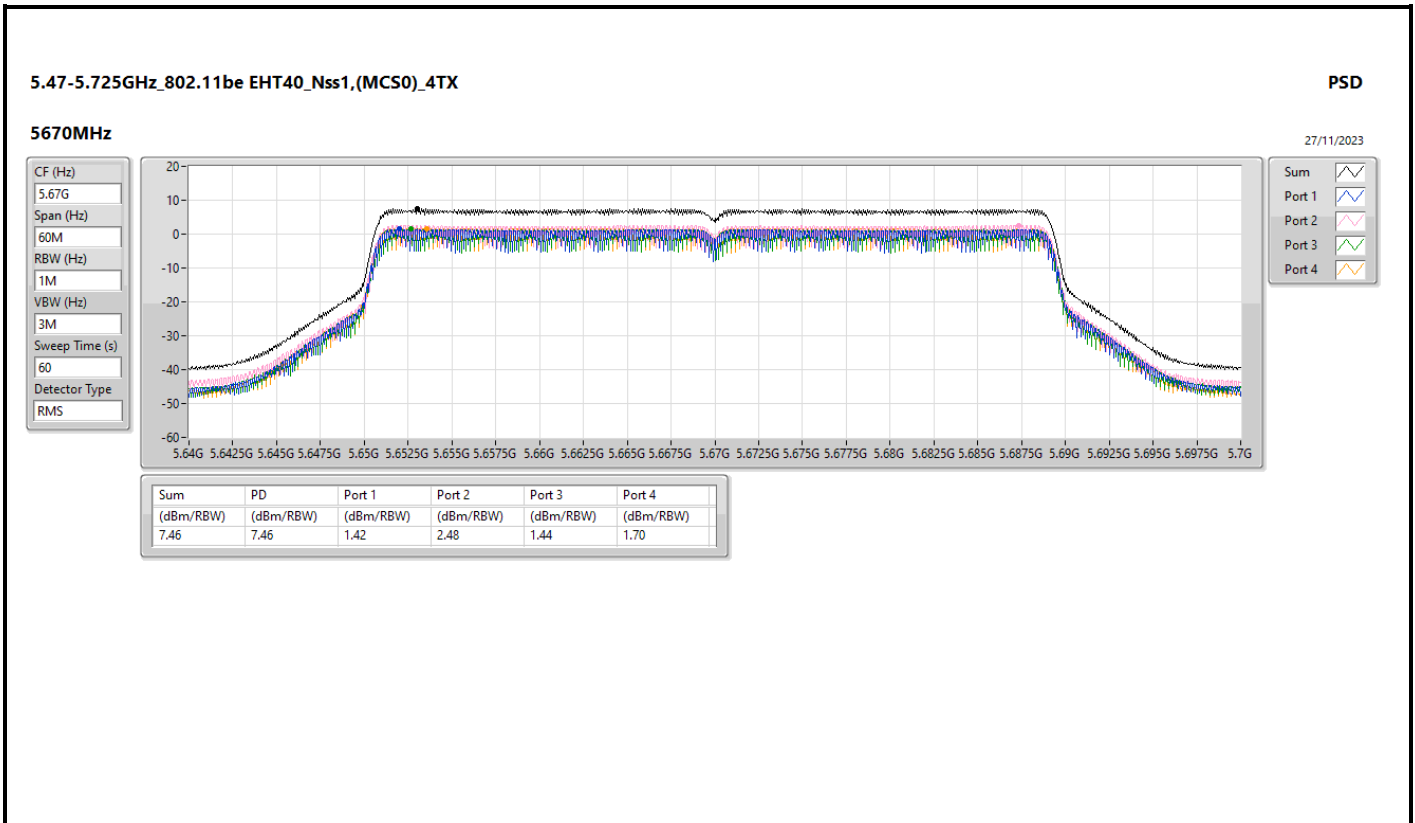 5.47-5.725GHz_802.11be EHT40_Nss1,(MCS0)_4TX
PSD
5670MHz
27/11/2023
CF (Hz)
5.67G
Span (Hz)
60M
RBW (Hz)
1M
VBW (Hz)
3M
Sweep Time (s)
60
Detector Type
RMS
20
10
0
-10
-20
-30
-40
-50
-60
5.64G 5.6425G 5.645G 5.6475G 5.65G 5.6525G 5.655G 5.6575G 5.66G 5.6625G 5.665G 5.6675G 5.67G 5.6725G 5.675G 5.6775G 5.68G 5.6825G 5.685G 5.6875G 5.69G 5.6925G 5.695G 5.6975G 5.7G
Sum
Port 1
Port 2
Port 3
Port 4
Sum PD Port 1 Port 2 Port 3 Port 4
(dBm/RBW) (dBm/RBW) (dBm/RBW) (dBm/RBW) (dBm/RBW) (dBm/RBW)
7.46 7.46 1.42 2.48 1.44 1.70